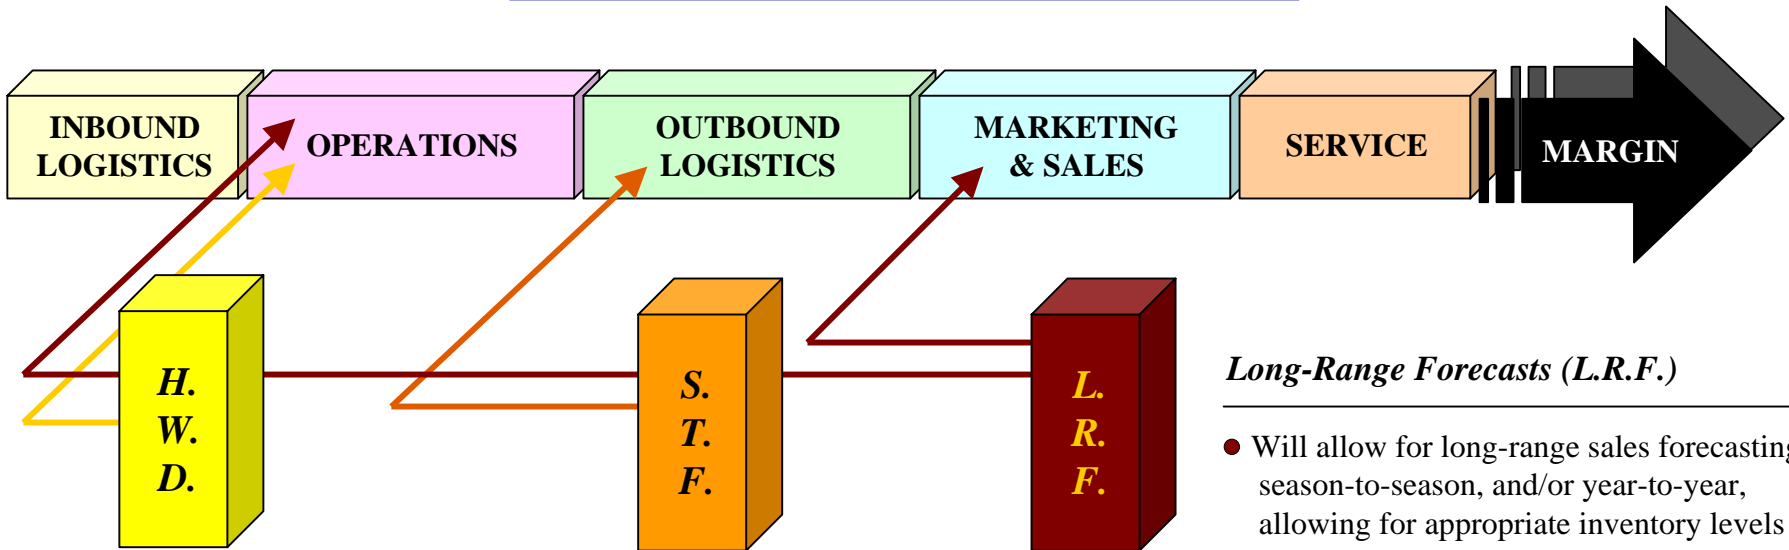 INBOUND
LOGISTICS
OPERATIONS
OUTBOUND
LOGISTICS
MARKETING
& SALES
SERVICE
MARGIN
H.
W.
D.
S.
T.
F.
L.
R.
F.
Long-Range Forecasts (L.R.F.)
● Will allow for long-range sales forecasting
season-to-season, and/or year-to-year,
allowing for appropriate inventory levels